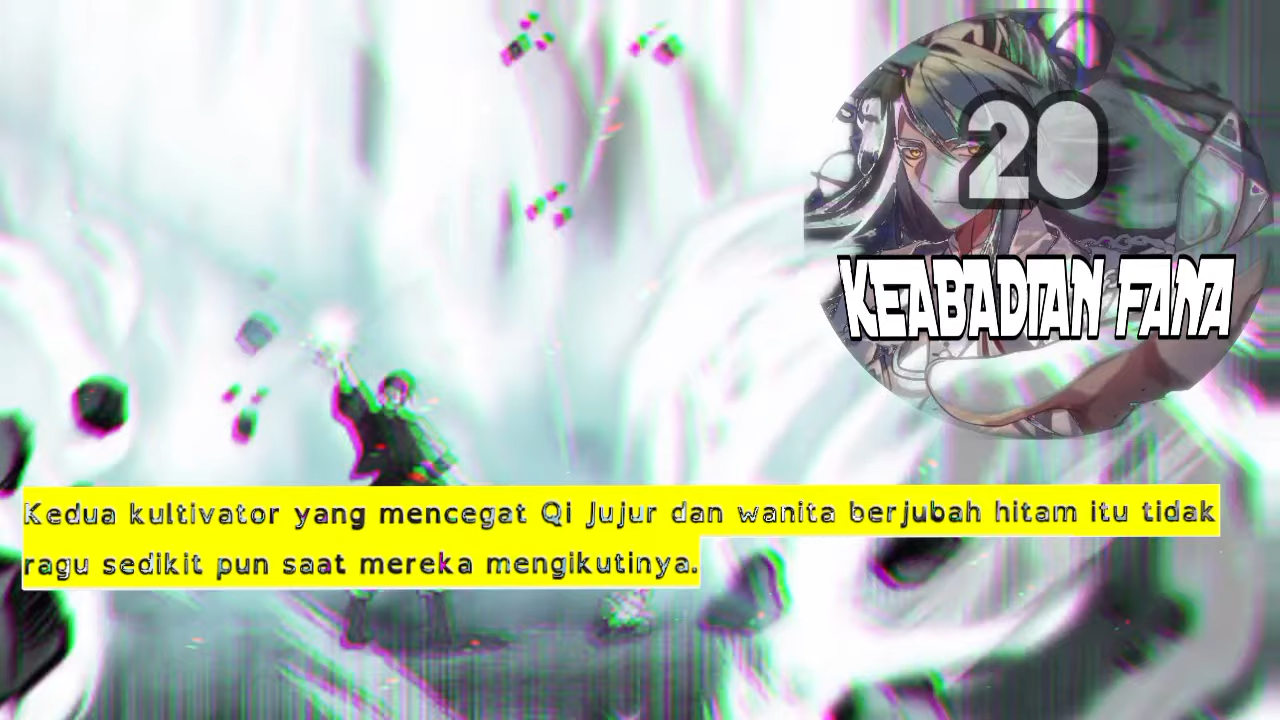 20
KEABADIAN FANA
Kedua kultivator yang mencegat Qi Jujur dan wanita berjubah hitam itu tidak
ragu sedikit pun saat mereka mengikutinya.